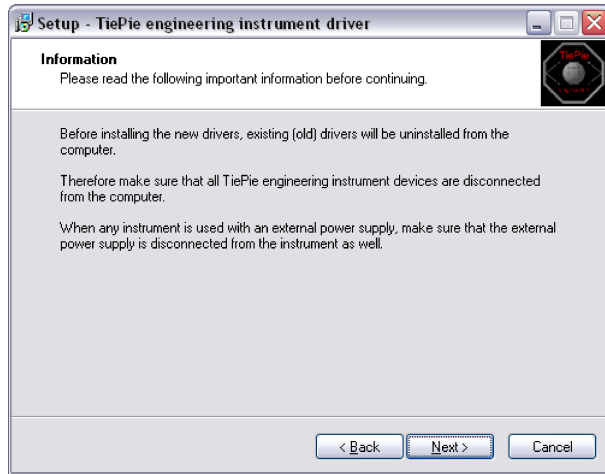 Setup - TiePie engineering instrument driver
Information
Please read the following important information before continuing.
TiePie
Before installing the new drivers, existing (old) drivers will be uninstalled from the
computer.
Therefore make sure that all TiePie engineering instrument devices are disconnected
from the computer.
When any instrument is used with an external power supply, make sure that the external
power supply is disconnected from the instrument as well.
< Back
Next >
Cancel